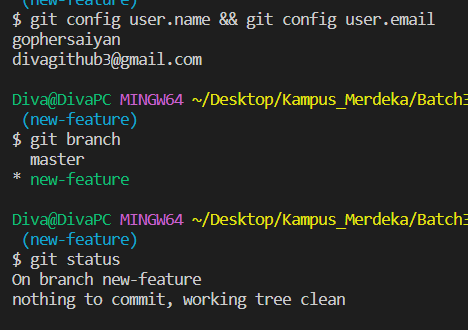 (new-feature)
$ git config user.name && git config user.email
gophersaiyan
divagithub3@gmail.com
Diva@DivaPC MINGW64 ~/Desktop/Kampus_Merdeka/Batch3
(new-feature)
$ git branch
master
* new-feature
Diva@DivaPC MINGW64 ~/Desktop/Kampus_Merdeka/Batch3
(new-feature)
$ git status
On branch new-feature
nothing to commit, working tree clean